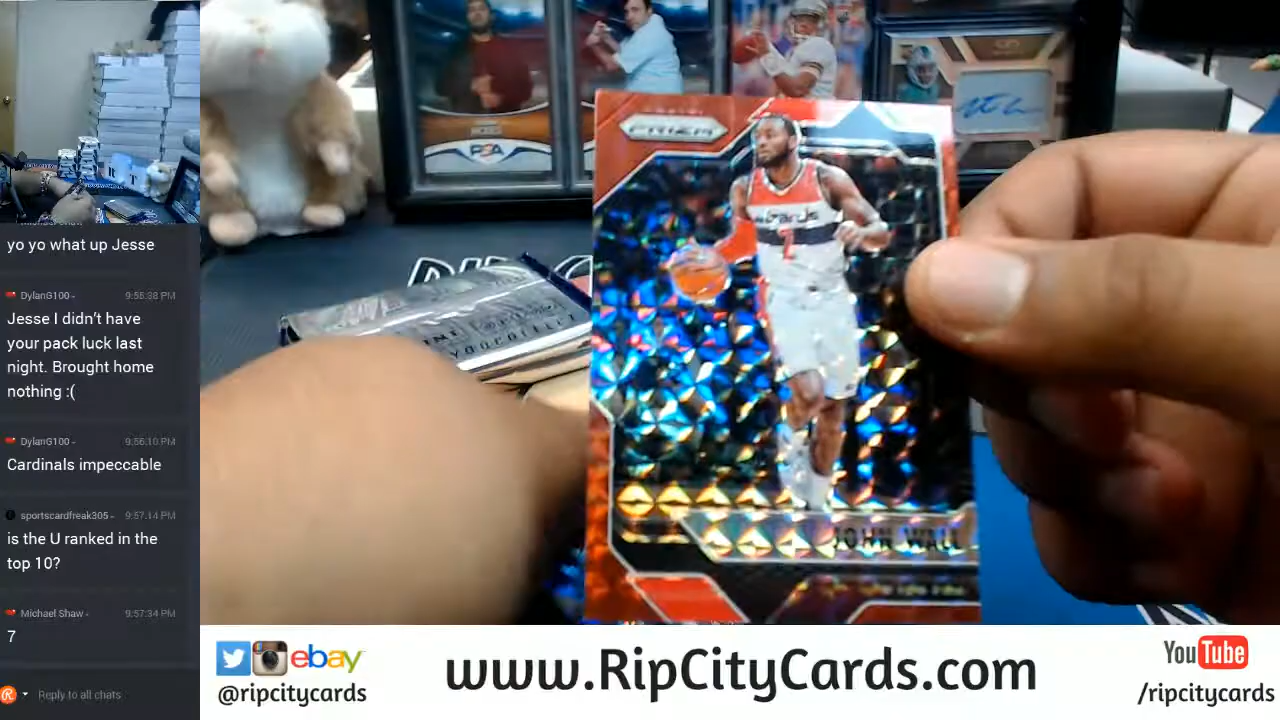 yo yo what up Jesse
DylanG100 - 9:55:38 PM
Jesse I didn't have
your pack luck last
night. Brought home
nothing :(
DylanG100 - 9:56:10 PM
Cardinals impeccable
sportscardfreak305 - 9:57:14 PM
is the U ranked in the
top 10?
Michael Shaw - 9:57:34 PM
7
Reply to all chats
PSA
PRIZM
Wizards
2
JOHN WALL
ebay
@ripcitycards
www.RipCityCards.com
YouTube
/ripcitycards